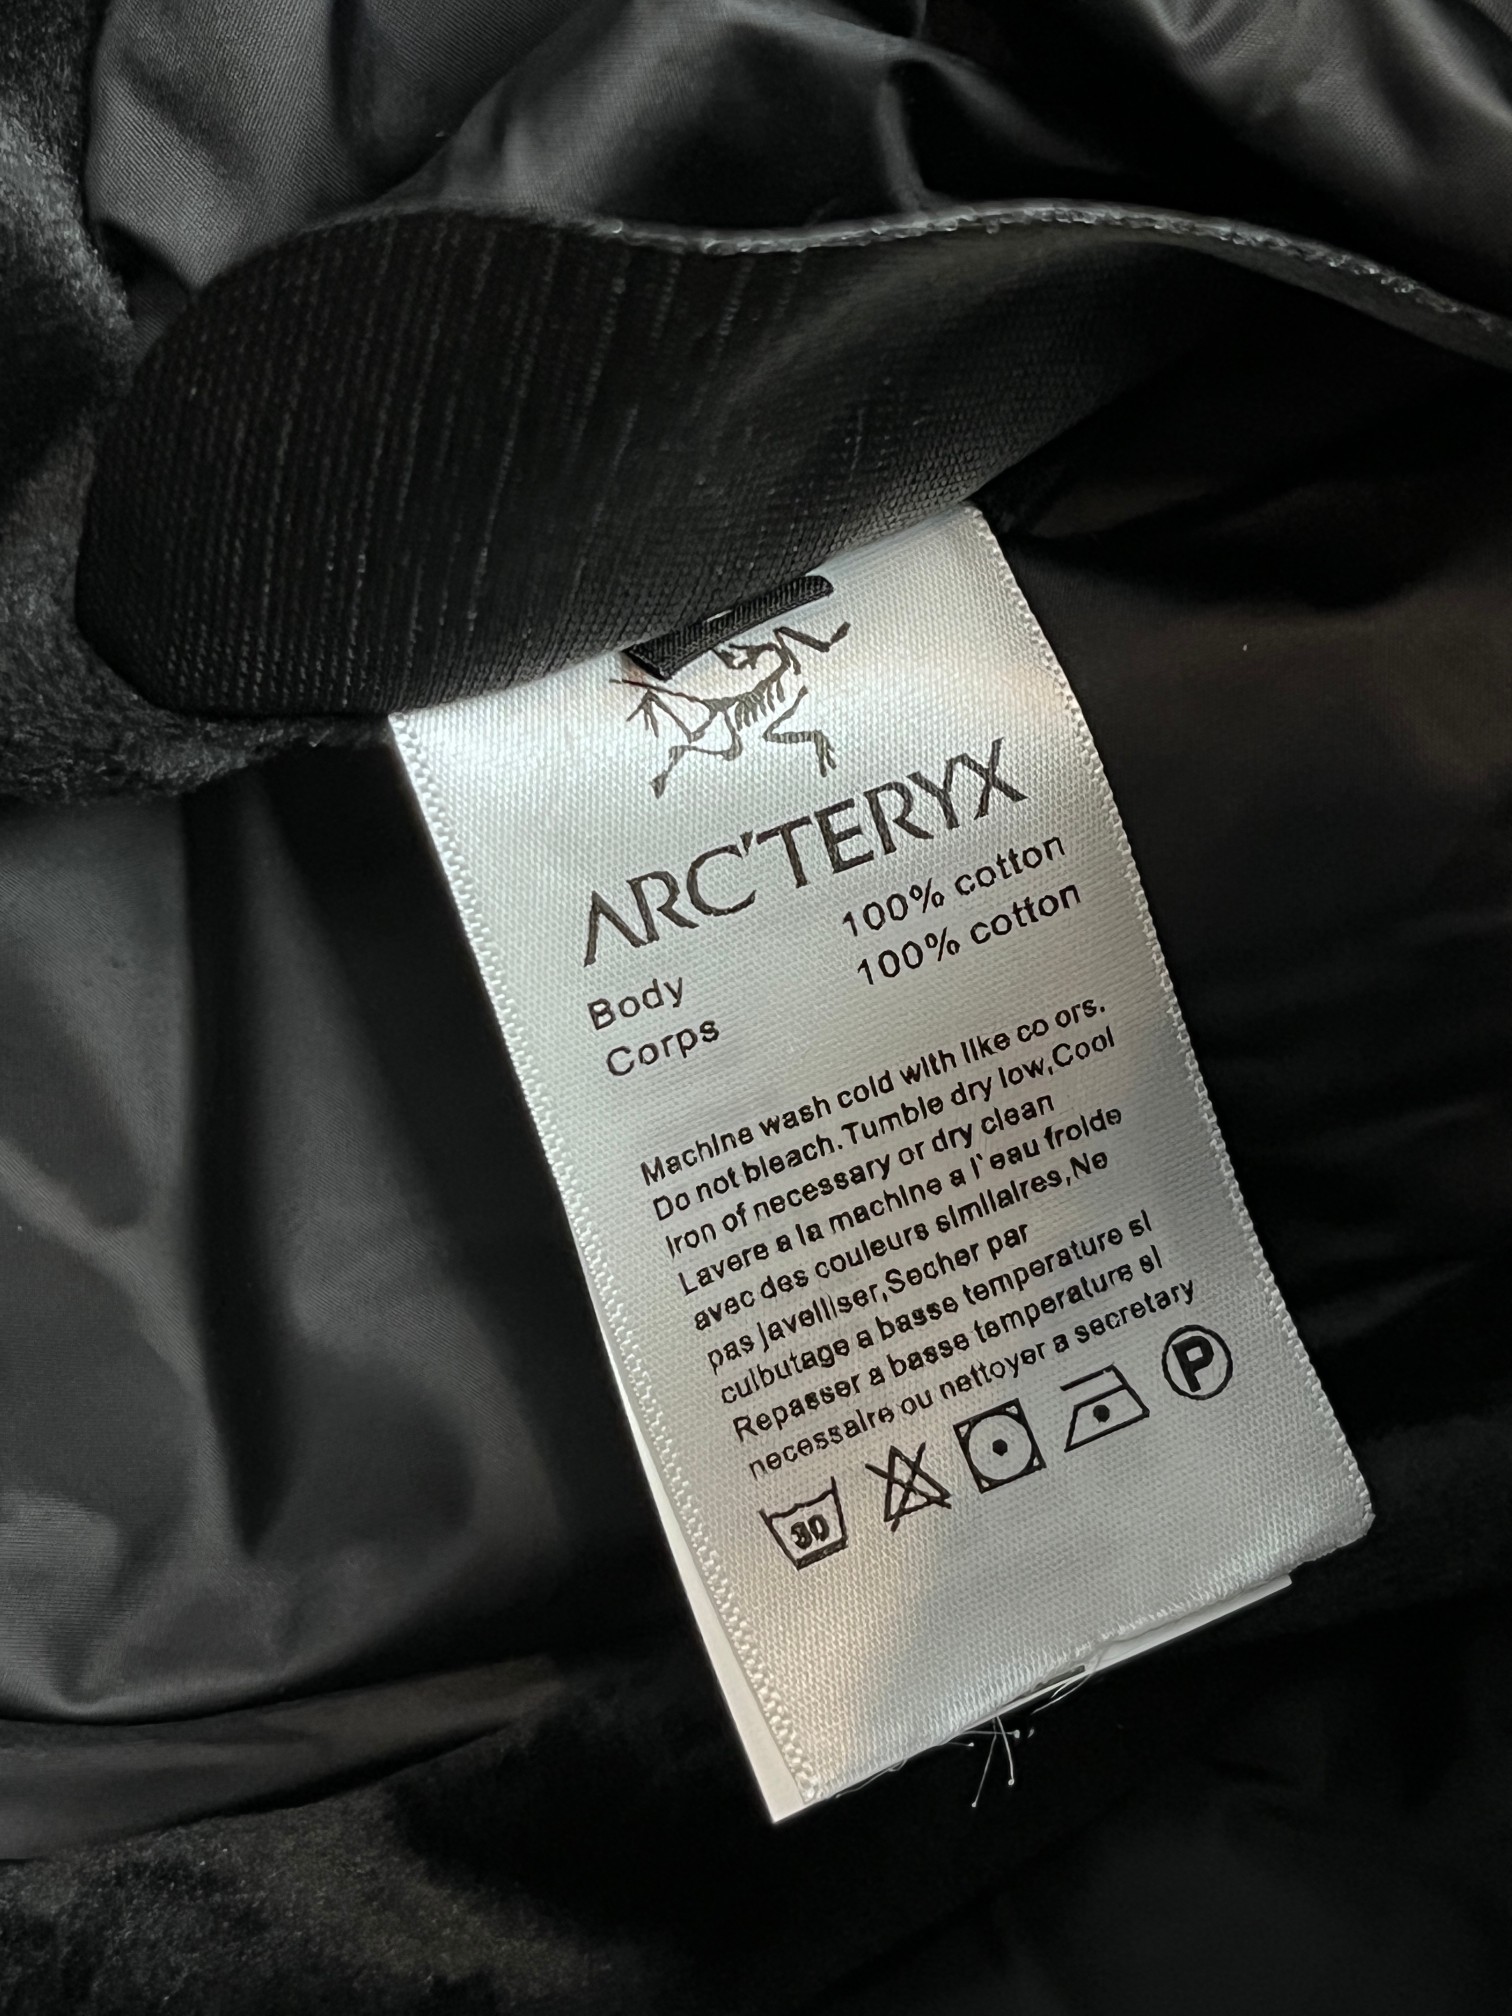 ARC'TERYX
Body 100% cotton
Corps 100% cotton
Machine wash cold with like co ors.
Do not bleach.Tumble dry low,Cool
Iron of necessary or dry clean
Lavere a la machine a l`eau froide
avec des couleurs similaires,Ne
pas javelliser,Secher par
culbutage a basse temperature si
Repasser a basse temperature si
necessaire ou nettoyer a secretary
30
P